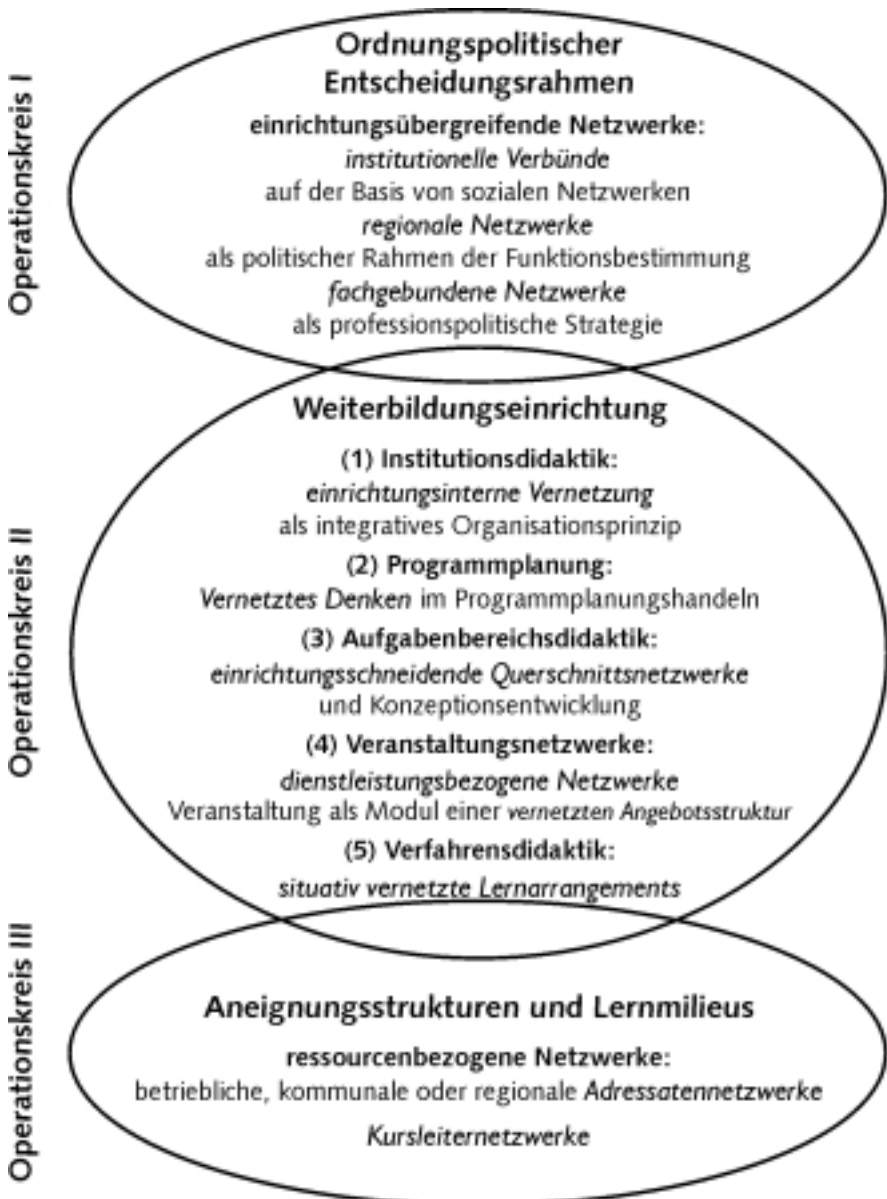 Operationskreis I
Ordnungspolitischer
Entscheidungsrahmen
einrichtungsübergreifende Netzwerke:
institutionelle Verbünde
auf der Basis von sozialen Netzwerken
regionale Netzwerke
als politischer Rahmen der Funktionsbestimmung
fachgebundene Netzwerke
als professionspolitische Strategie
Operationskreis II
Weiterbildungseinrichtung
(1) Institutionsdidaktik:
einrichtungsinterne Vernetzung
als integratives Organisationsprinzip
(2) Programmplanung:
Vernetztes Denken im Programmplanungshandeln
(3) Aufgabenbereichsdidaktik:
einrichtungsschneidende Querschnittsnetzwerke
und Konzeptionsentwicklung
(4) Veranstaltungsnetzwerke:
dienstleistungsbezogene Netzwerke
Veranstaltung als Modul einer vernetzten Angebotsstruktur
(5) Verfahrensdidaktik:
situativ vernetzte Lernarrangements
Operationskreis III
Aneignungsstrukturen und Lernmilieus
ressourcenbezogene Netzwerke:
betriebliche, kommunale oder regionale Adressatennetzwerke
Kursleiternetzwerke